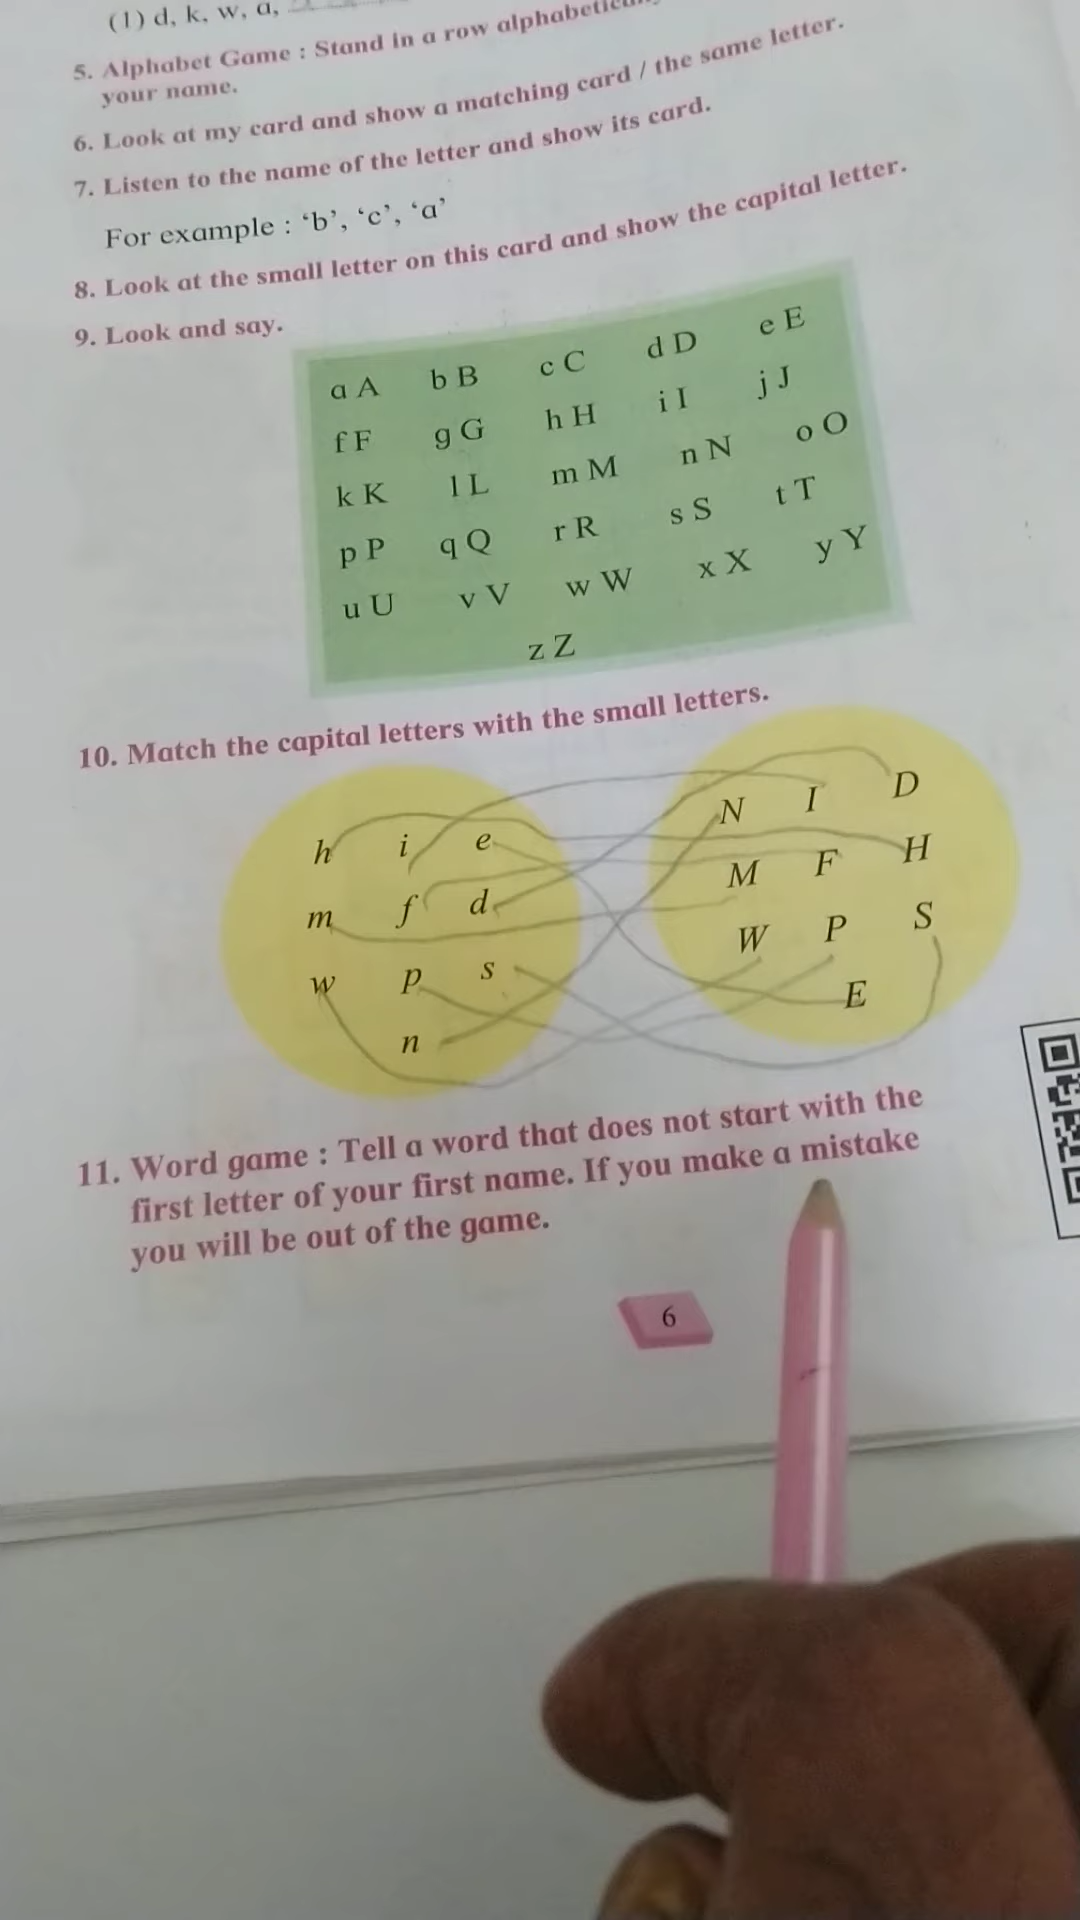 (1) d, k, w, a,
5. Alphabet Game : Stand in a row
your name.
6. Look at my card and show a matching card / the same letter.
7. Listen to the name of the letter and show its card.
For example : ‘b’, ‘c’, ‘a’
8. Look at the small letter on this card and show the capital letter.
9. Look and say.
a A b B c C d D e E
f F g G h H i I j J
k K l L m M n N o O
p P q Q r R s S t T
u U v V w W x X y Y
z Z
10. Match the capital letters with the small letters.
h i e N I D
m f d M F H
w p s W P S
n E
11. Word game : Tell a word that does not start with the
first letter of your first name. If you make a mistake
you will be out of the game.
6